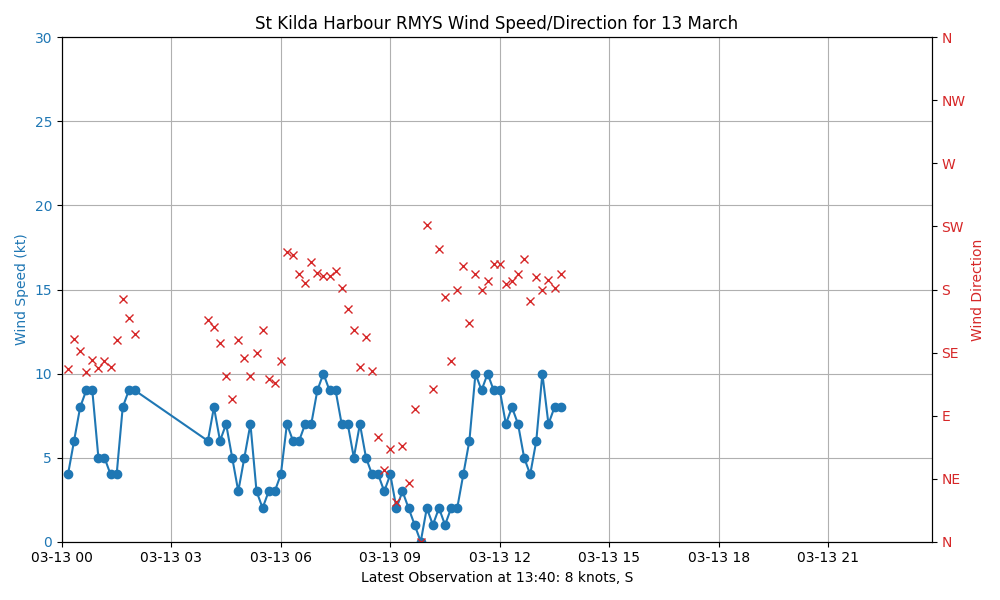 St Kilda Harbour RMYS Wind Speed/Direction for 13 March
30
25
20
15
10
5
0
Wind Speed (kt)
N
NW
W
SW
S
SE
E
NE
N
Wind Direction
03-13 00
03-13 03
03-13 06
03-13 09
03-13 12
03-13 15
03-13 18
03-13 21
Latest Observation at 13:40: 8 knots, S